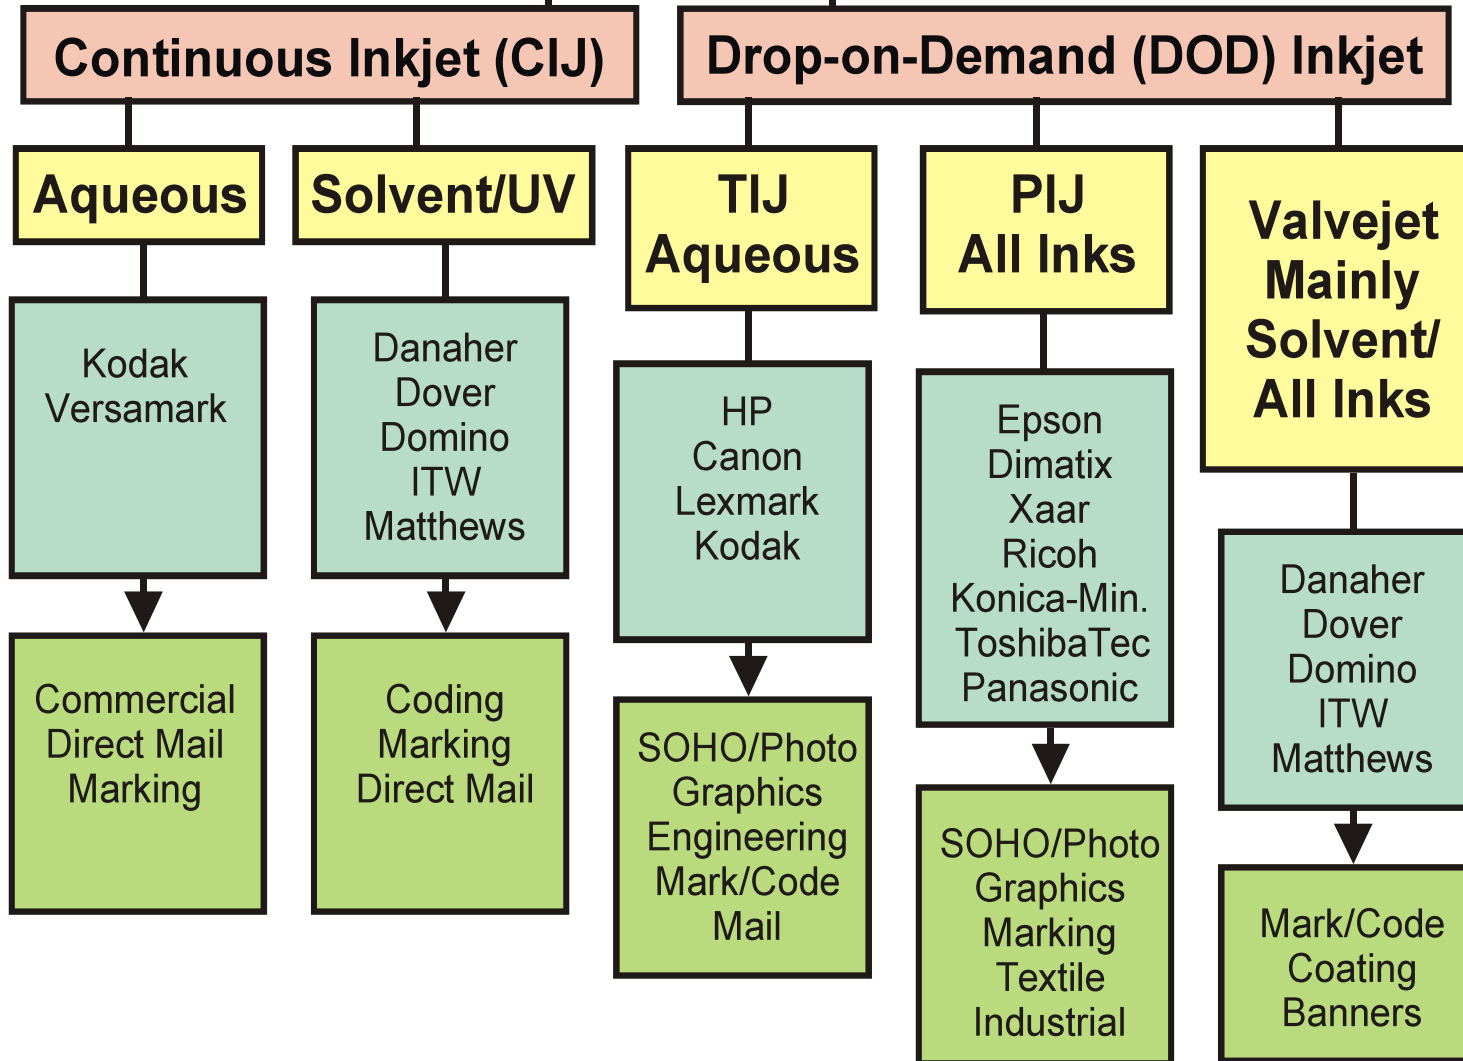 Continuous Inkjet (CIJ)
Drop-on-Demand (DOD) Inkjet
Aqueous
Kodak
Versamark
Commercial
Direct Mail
Marking
Solvent/UV
Danaher
Dover
Domino
ITW
Matthews
Coding
Marking
Direct Mail
TIJ
Aqueous
HP
Canon
Lexmark
Kodak
SOHO/Photo
Graphics
Engineering
Mark/Code
Mail
PIJ
All Inks
Epson
Dimatix
Xaar
Ricoh
Konica-Min.
ToshibaTec
Panasonic
SOHO/Photo
Graphics
Marking
Textile
Industrial
Valvejet
Mainly
Solvent/
All Inks
Danaher
Dover
Domino
ITW
Matthews
Mark/Code
Coating
Banners